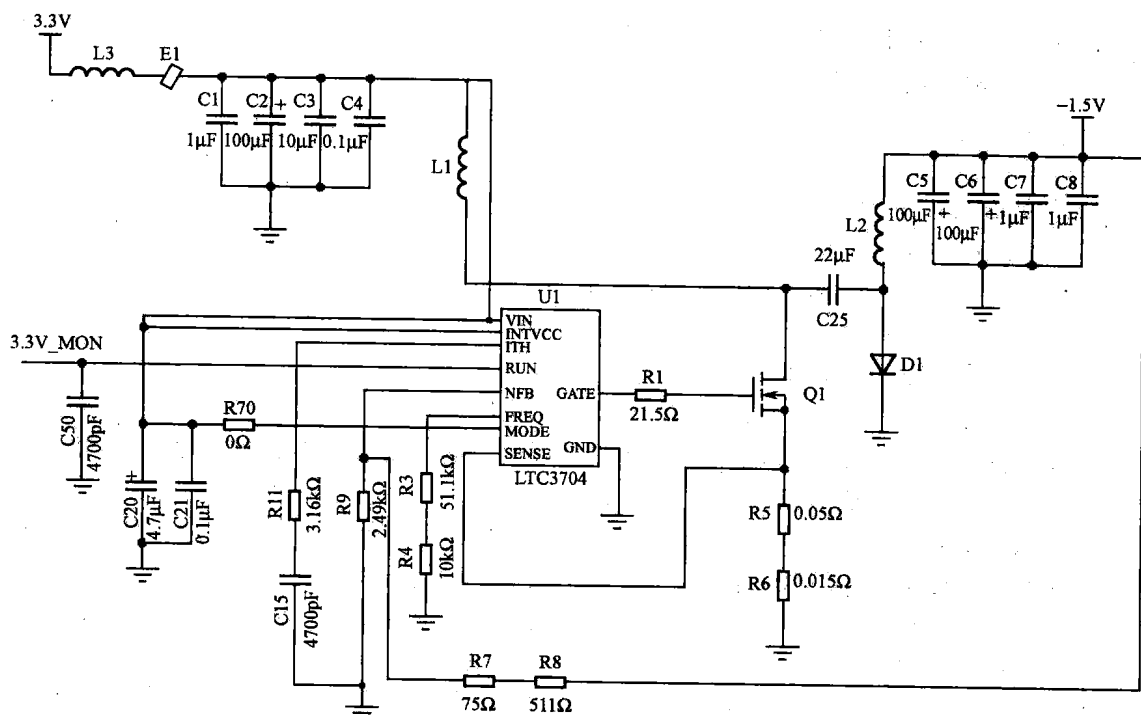 3.3V
L3
E1
C1
1μF
C2
+
100μF
C3
10μF
C4
0.1μF
L1
-1.5V
C5
100μF
+
C6
100μF
+
C7
1μF
C8
1μF
L2
22μF
C25
U1
VIN
INTVCC
ITH
RUN
NFB
FREQ
MODE
SENSE
GATE
GND
LTC3704
3.3V_MON
C50
4700pF
R70
0Ω
C20
+
4.7μF
C21
0.1μF
R11
3.16kΩ
C15
4700pF
R9
2.49kΩ
R3
51.1kΩ
R4
10kΩ
R1
21.5Ω
Q1
D1
R5
0.05Ω
R6
0.015Ω
R7
75Ω
R8
511Ω